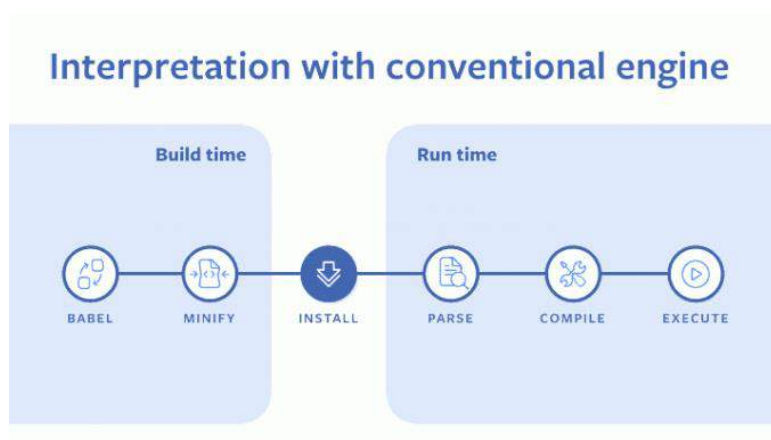 Interpretation with conventional engine
Build time
Run time
BABEL
MINIFY
INSTALL
PARSE
COMPILE
EXECUTE